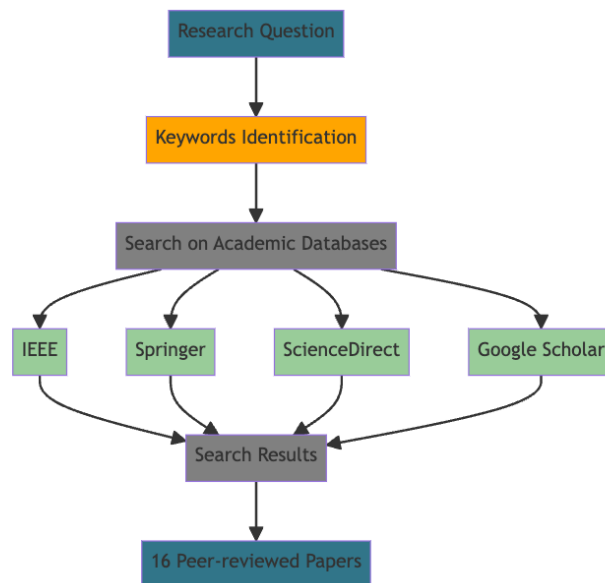 Research Question
Keywords Identification
Search on Academic Databases
IEEE
Springer
ScienceDirect
Google Scholar
Search Results
16 Peer-reviewed Papers